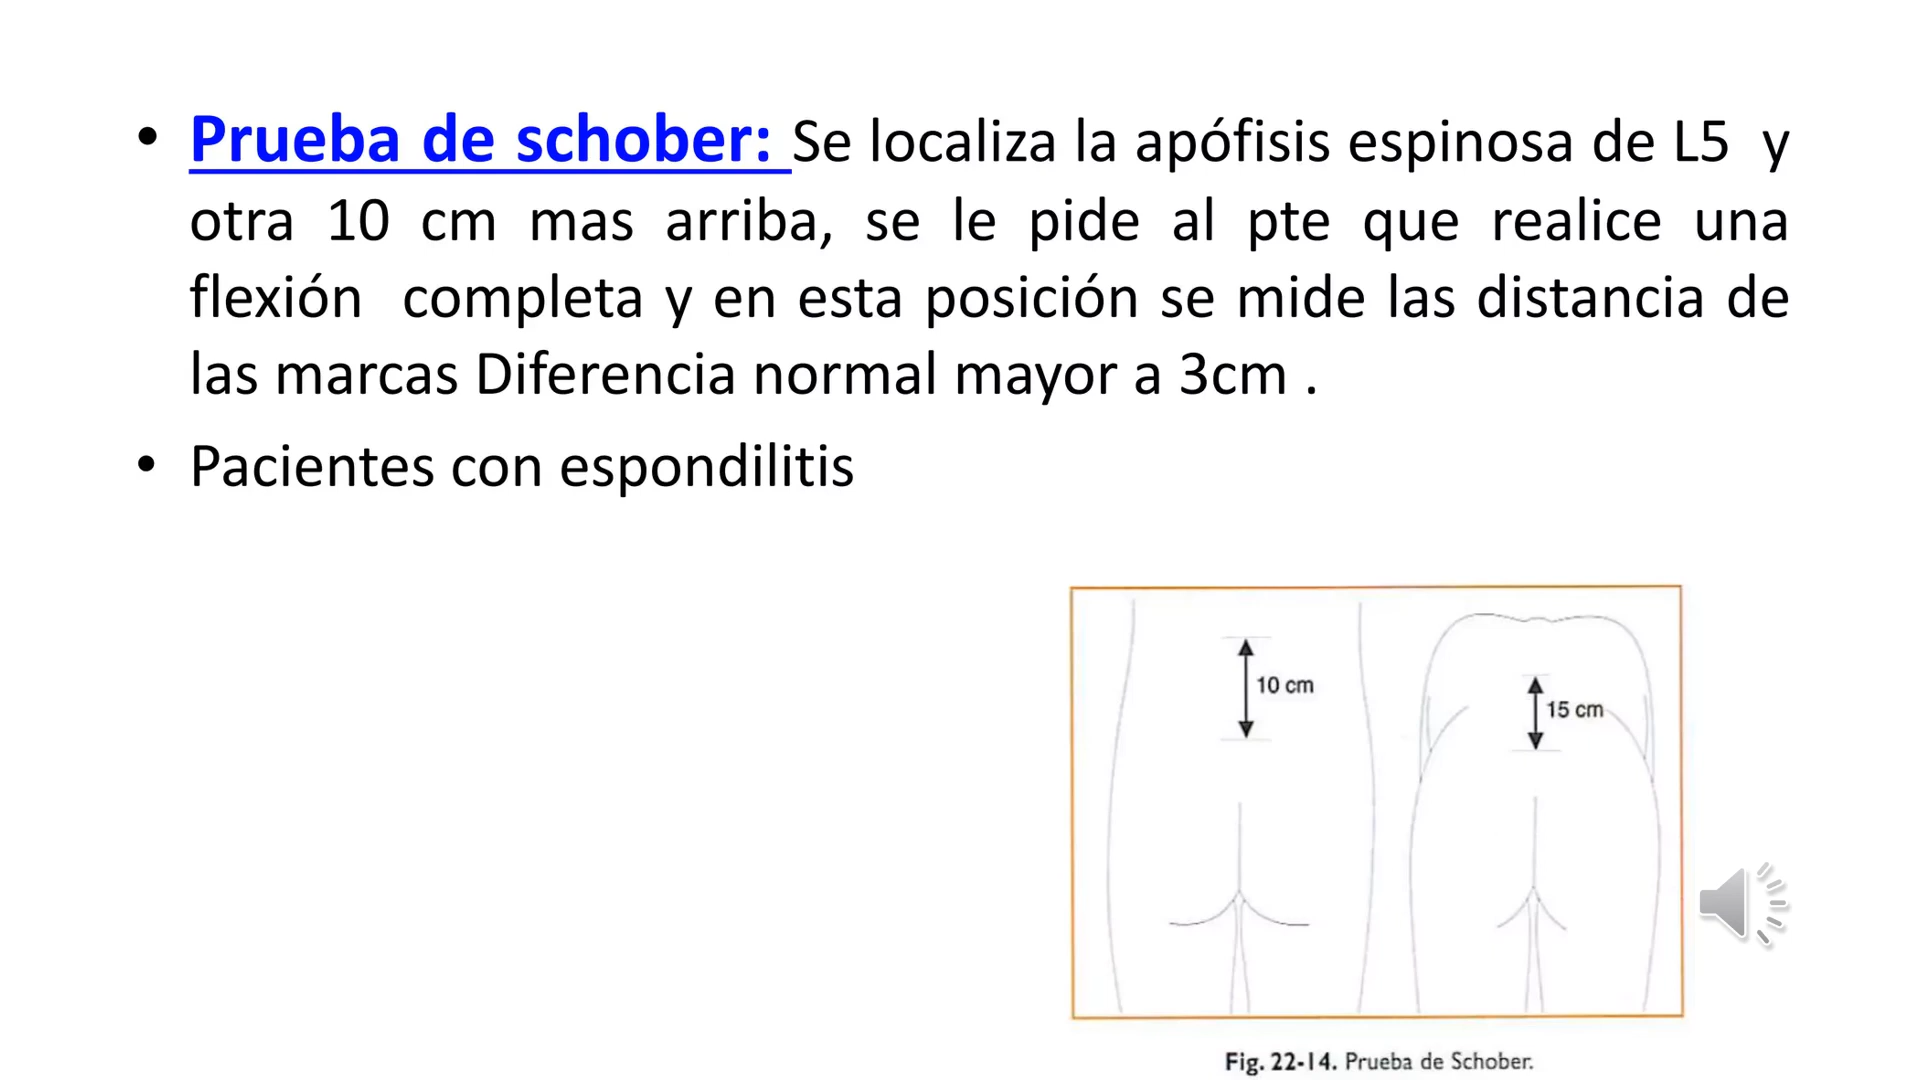 • Prueba de schober: Se localiza la apófisis espinosa de L5 y
otra 10 cm mas arriba, se le pide al pte que realice una
flexión completa y en esta posición se mide las distancia de
las marcas Diferencia normal mayor a 3cm .
• Pacientes con espondilitis
10 cm
15 cm
Fig. 22-14. Prueba de Schober.